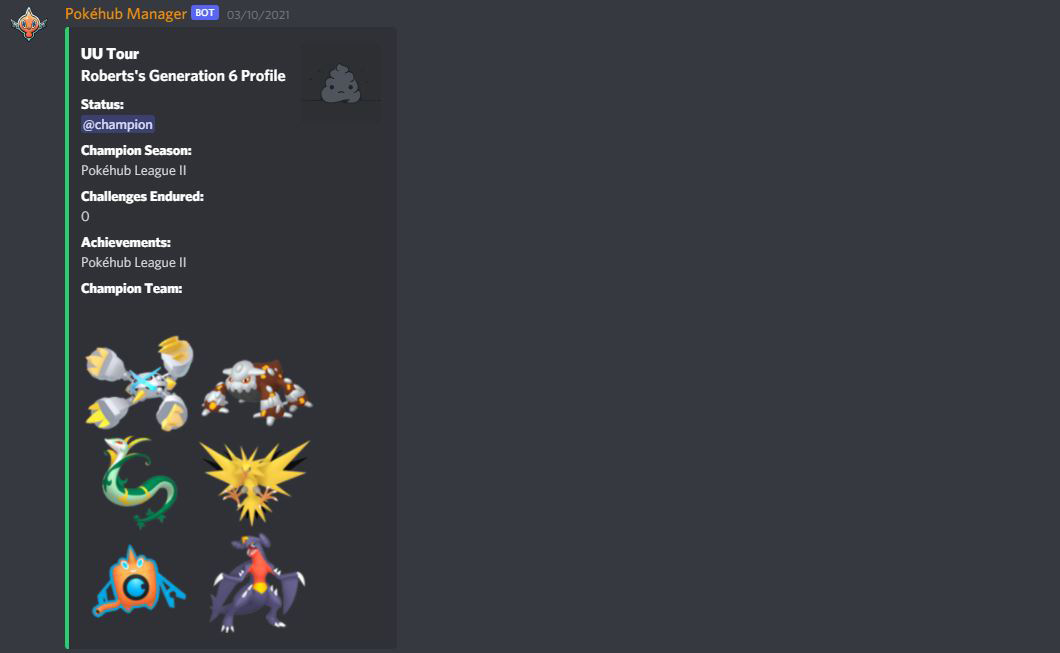 Pokéhub Manager BOT 03/10/2021
UU Tour
Roberts's Generation 6 Profile
Status:
@champion
Champion Season:
Pokéhub League II
Challenges Endured:
0
Achievements:
Pokéhub League II
Champion Team: